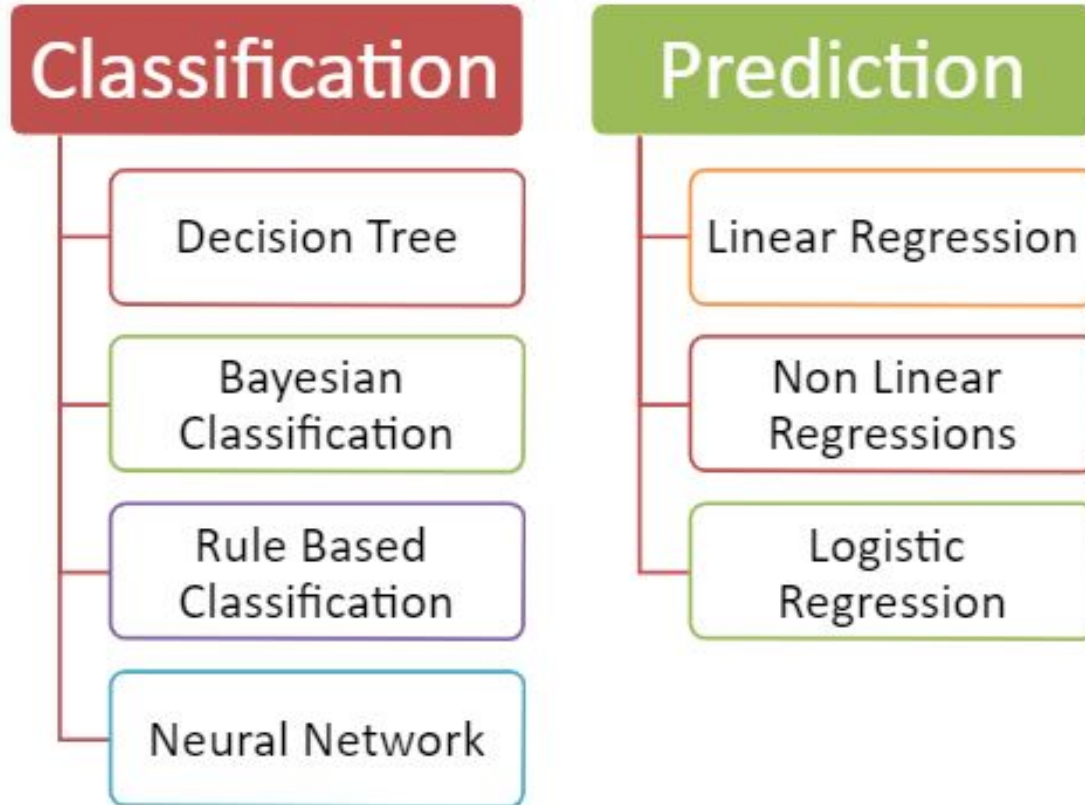 Classification
Decision Tree
Bayesian
Classification
Rule Based
Classification
Neural Network
Prediction
Linear Regression
Non Linear
Regressions
Logistic
Regression